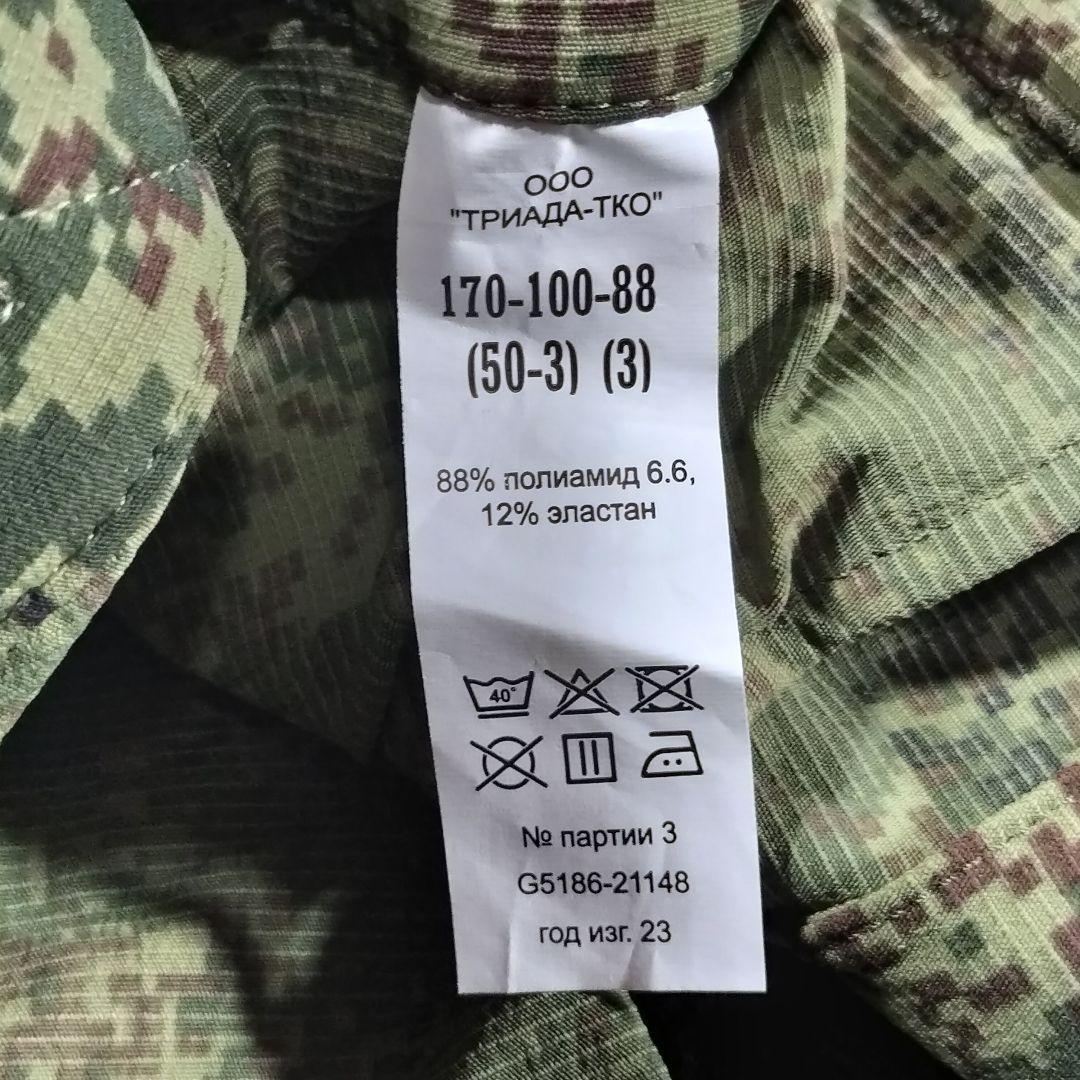 ООО
"ТРИАДА-ТКО"
170-100-88
(50-3) (3)
88% полиамид 6.6,
12% эластан
40°
№ партии 3
G5186-21148
год изг. 23